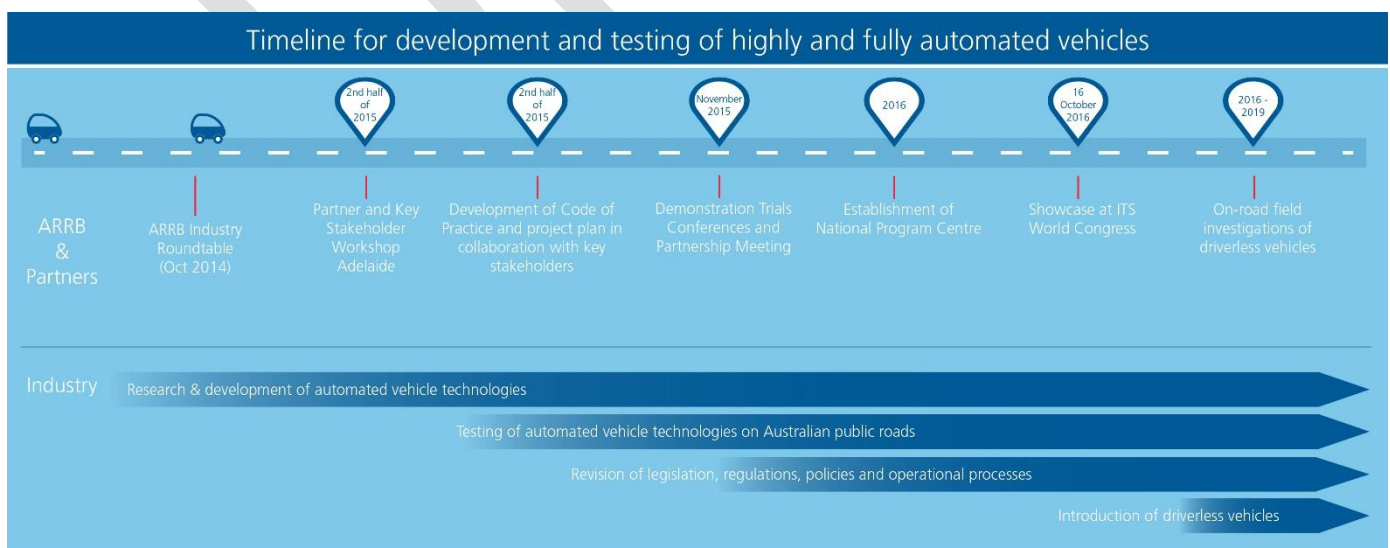 Timeline for development and testing of highly and fully automated vehicles
2nd half
of
2015
2nd half
of
2015
November
2015
2016
16
October
2016
2016 -
2019
ARRB
&
Partners
ARRB Industry
Roundtable
(Oct 2014)
Partner and Key
Stakeholder
Workshop
Adelaide
Development of Code of
Practice and project plan in
collaboration with key
stakeholders
Demonstration Trials
Conferences and
Partnership Meeting
Establishment of
National Program Centre
Showcase at ITS
World Congress
On-road field
investigations of
driverless vehicles
Industry
Research & development of automated vehicle technologies
Testing of automated vehicle technologies on Australian public roads
Revision of legislation, regulations, policies and operational processes
Introduction of driverless vehicles